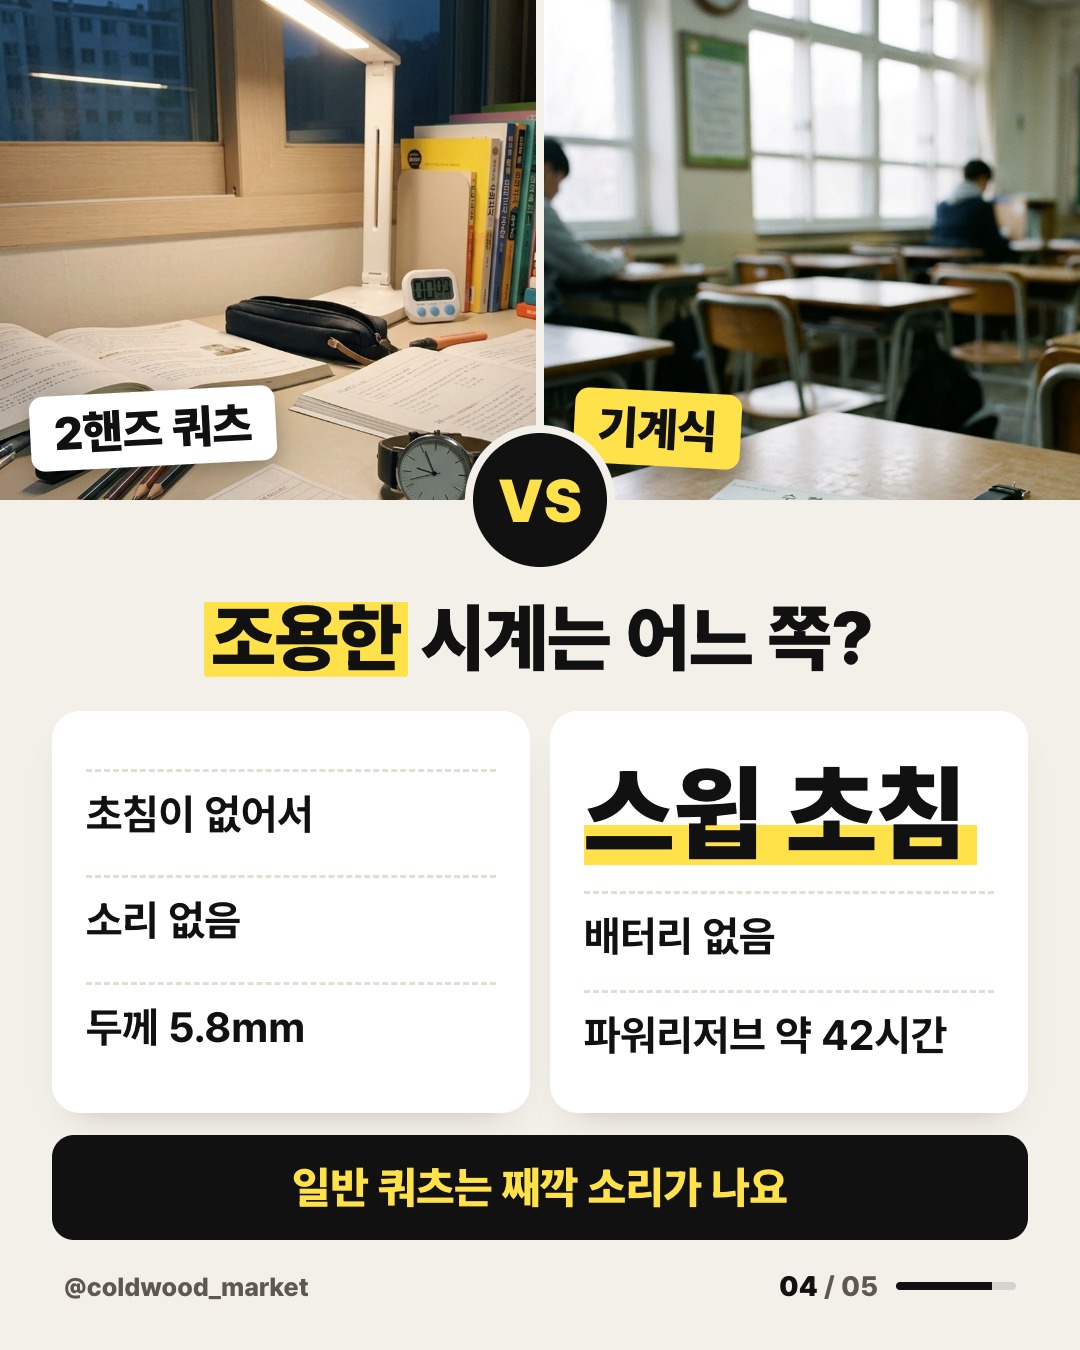 2핸즈 쿼츠
기계식
VS
조용한 시계는 어느 쪽?
초침이 없어서
소리 없음
두께 5.8mm
스윕 초침
배터리 없음
파워리저브 약 42시간
일반 쿼츠는 째깍 소리가 나요
@coldwood_market
04 / 05